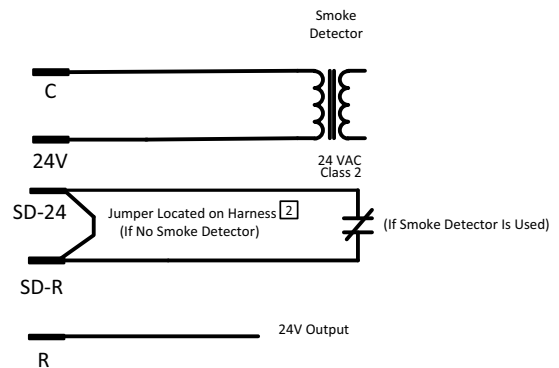 Smoke
Detector
C
24V
24 VAC
Class 2
SD-24
Jumper Located on Harness 2
(If No Smoke Detector)
(If Smoke Detector Is Used)
SD-R
24V Output
R